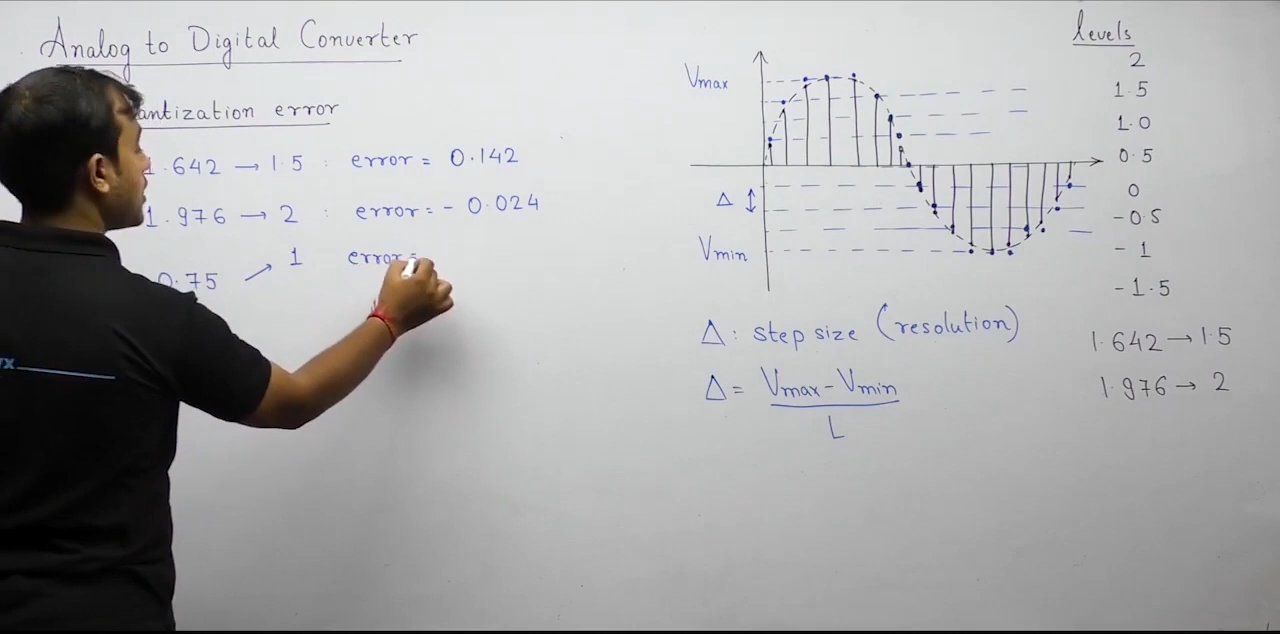 Analog to Digital Converter
antization error
1.642 → 1.5 : error = 0.142
1.976 → 2 : error = - 0.024
0.75 → 1 error =
Vmax
Δ
Vmin
Δ : step size (resolution)
Δ = Vmax - Vmin
L
levels
2
1.5
1.0
0.5
0
-0.5
-1
-1.5
1.642 → 1.5
1.976 → 2